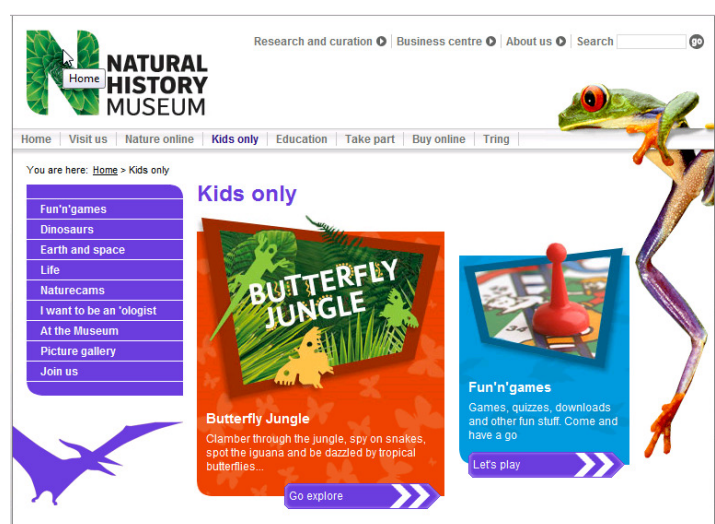 Research and curation Business centre About us Search go
NATURAL
HISTORY
MUSEUM
Home
Home Visit us Nature online Kids only Education Take part Buy online Tring
You are here: Home > Kids only
Kids only
Fun'n'games
Dinosaurs
Earth and space
Life
Naturecams
I want to be an 'ologist
At the Museum
Picture gallery
Join us
BUTTERFLY
JUNGLE
Butterfly Jungle
Clamber through the jungle, spy on snakes,
spot the iguana and be dazzled by tropical
butterflies...
Go explore
34
Fun'n'games
Games, quizzes, downloads
and other fun stuff. Come and
have a go
Let's play